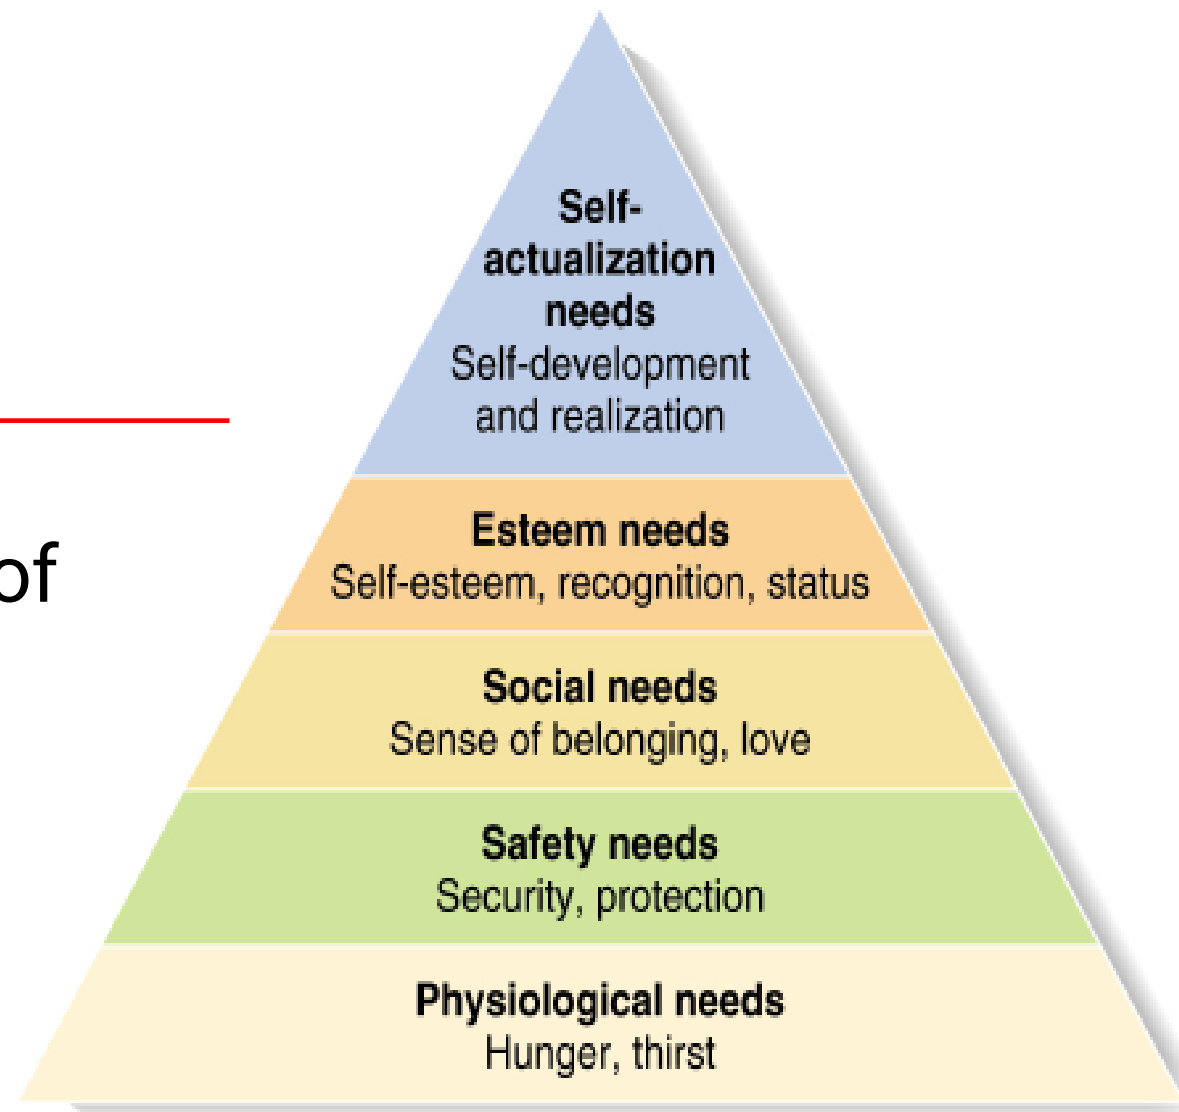 Self-
actualization
needs
Self-development
and realization
of
Esteem needs
Self-esteem, recognition, status
Social needs
Sense of belonging, love
Safety needs
Security, protection
Physiological needs
Hunger, thirst